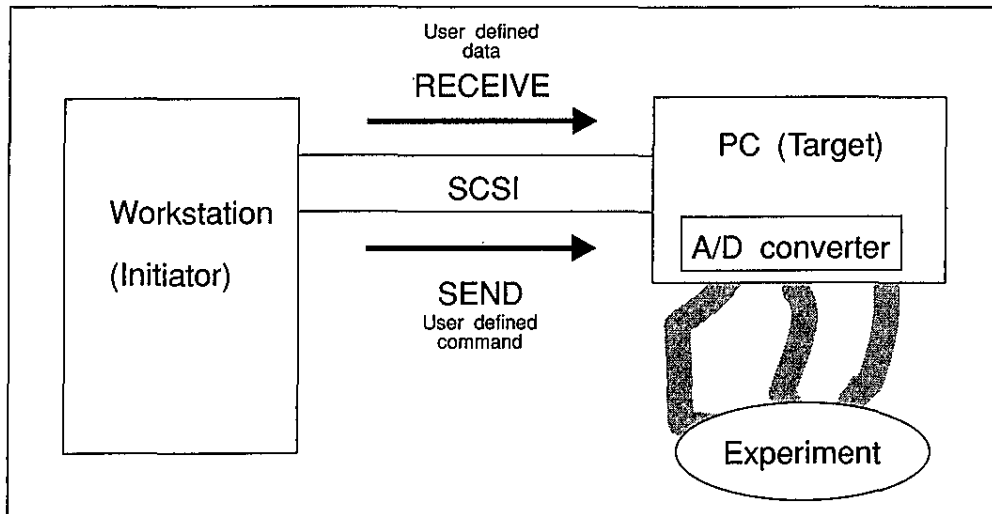 User defined
data
RECEIVE
PC (Target)
SCSI
Workstation
(Initiator)
A/D converter
SEND
User defined
command
Experiment